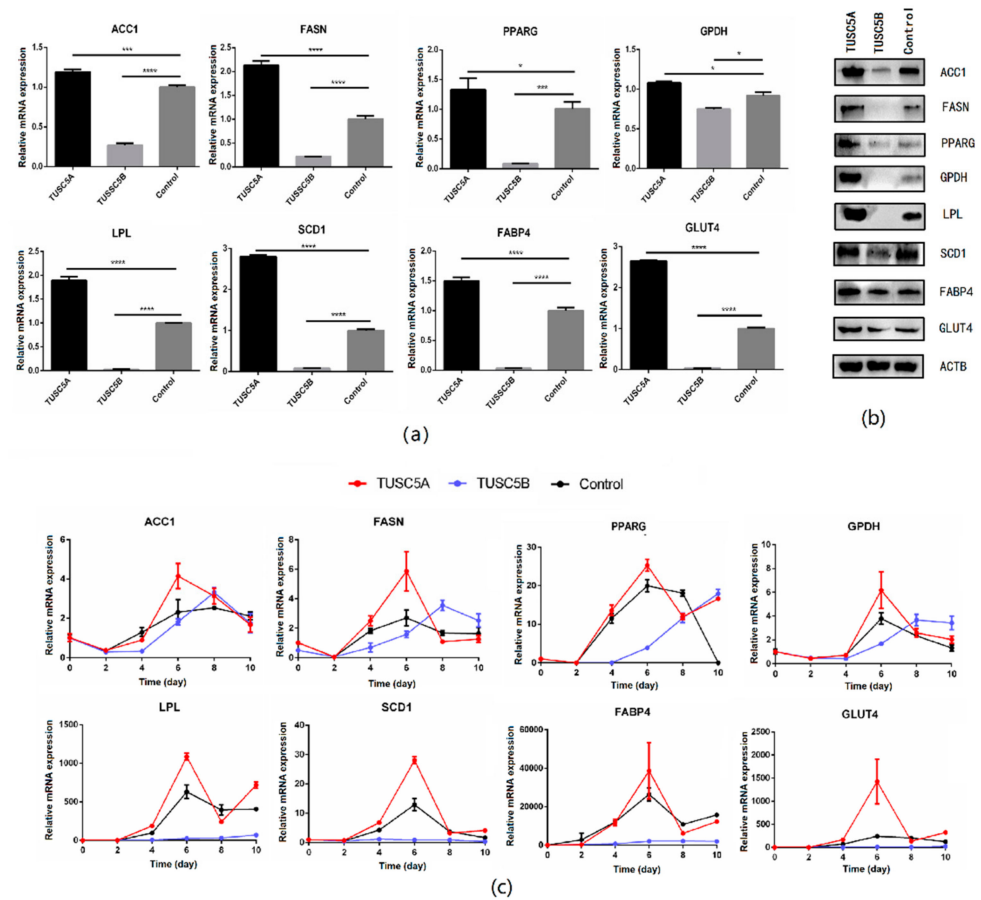 ACC1
FASN
PPARG
GPDH
Relative mRNA expression
1.5
1.0
0.5
0.0
***
****
TUSC5A
TUSSC5B
Control
Relative mRNA expression
2.5
2.0
1.5
1.0
0.5
0.0
****
****
TUSC5A
TUSSC5B
Control
Relative mRNA expression
2.0
1.5
1.0
0.5
0.0
*
***
TUSC5A
TUSSC5B
Control
Relative mRNA expression
1.5
1.0
0.5
0.0
*
*
TUSC5A
TUSSC5B
Control
LPL
SCD1
FABP4
GLUT4
Relative mRNA expression
2.5
2.0
1.5
1.0
0.5
0.0
****
****
TUSC5A
TUSSC5B
Control
Relative mRNA expression
3
2
1
0
****
****
TUSC5A
TUSC5B
Control
Relative mRNA expression
2.0
1.5
1.0
0.5
0.0
****
****
TUSC5A
TUSSC5B
Control
Relative mRNA expression
3
2
1
0
****
****
TUSC5A
TUSC5B
Control
(a)
TUSC5A
TUSC5B
Control
ACC1
FASN
PPARG
GPDH
LPL
SCD1
FABP4
GLUT4
ACTB
(b)
TUSC5A TUSC5B Control
ACC1
FASN
PPARG
GPDH
Relative mRNA expression
6
4
2
0
0 2 4 6 8 10
Time (day)
Relative mRNA expression
8
6
4
2
0
0 2 4 6 8 10
Time (day)
Relative mRNA expression
30
20
10
0
0 2 4 6 8 10
Time (day)
Relative mRNA expression
10
8
6
4
2
0
0 2 4 6 8 10
Time (day)
LPL
SCD1
FABP4
GLUT4
Relative mRNA expression
1500
1000
500
0
0 2 4 6 8 10
Time (day)
Relative mRNA expression
40
30
20
10
0
0 2 4 6 8 10
Time (day)
Relative mRNA expression
60000
40000
20000
0
0 2 4 6 8 10
Time (day)
Relative mRNA expression
2500
2000
1500
1000
500
0
0 2 4 6 8 10
Time (day)
(c)